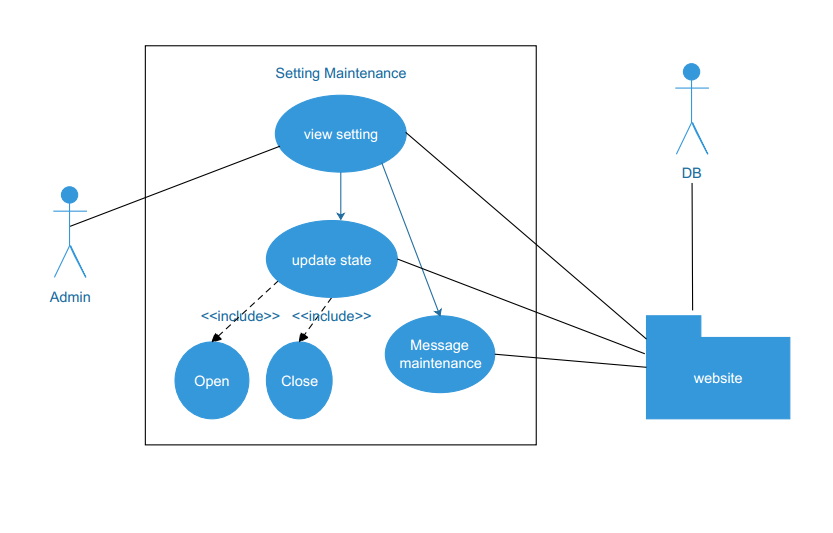 Setting Maintenance
view setting
DB
update state
Admin
<<include>> <<include>>
Message
maintenance
Open
Close
website